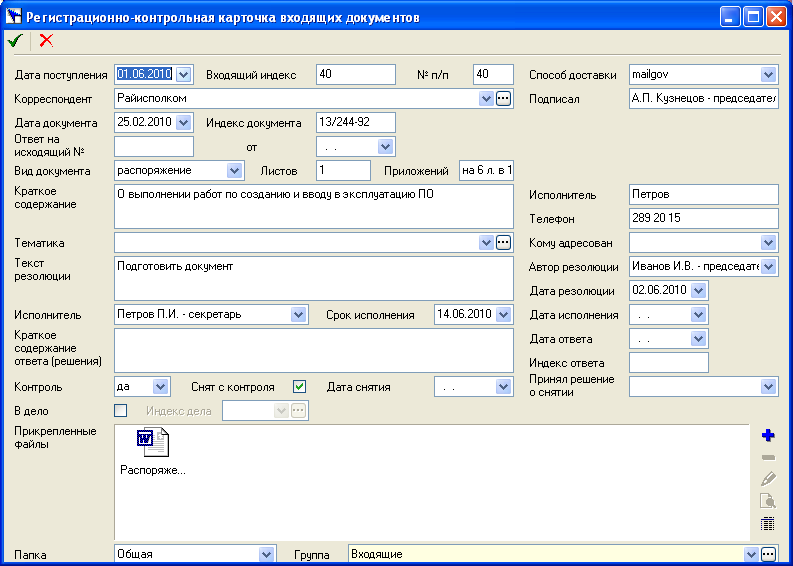 Регистрационно-контрольная карточка входящих документов
Дата поступления 01.06.2010 Входящий индекс 40 № п/п 40 Способ доставки mailgov
Корреспондент Райисполком Подписал А.П. Кузнецов - председател
Дата документа 25.02.2010 Индекс документа 13/244-92
Ответ на
исходящий № от . .
Вид документа распоряжение Листов 1 Приложений на 6 л. в 1
Краткое
содержание О выполнении работ по созданию и вводу в эксплуатацию ПО Исполнитель Петров
Телефон 289 20 15
Тематика Кому адресован
Текст
резолюции Подготовить документ Автор резолюции Иванов И.В. - председате
Дата резолюции 02.06.2010
Исполнитель Петров П.И. - секретарь Срок исполнения 14.06.2010 Дата исполнения . .
Краткое
содержание
ответа (решения) Дата ответа . .
Индекс ответа
Контроль да Снят с контроля Дата снятия . . Принял решение
о снятии
В дело Индекс дела
Прикрепленные
файлы
W
Распоряже...
Папка Общая Группа Входящие